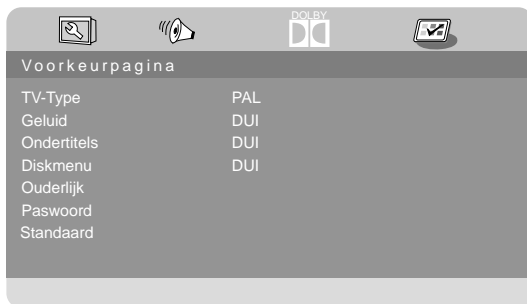 DOLBY
Voorkeurpagina
TV-Type PAL
Geluid DUI
Ondertitels DUI
Diskmenu DUI
Ouderlijk
Paswoord
Standaard